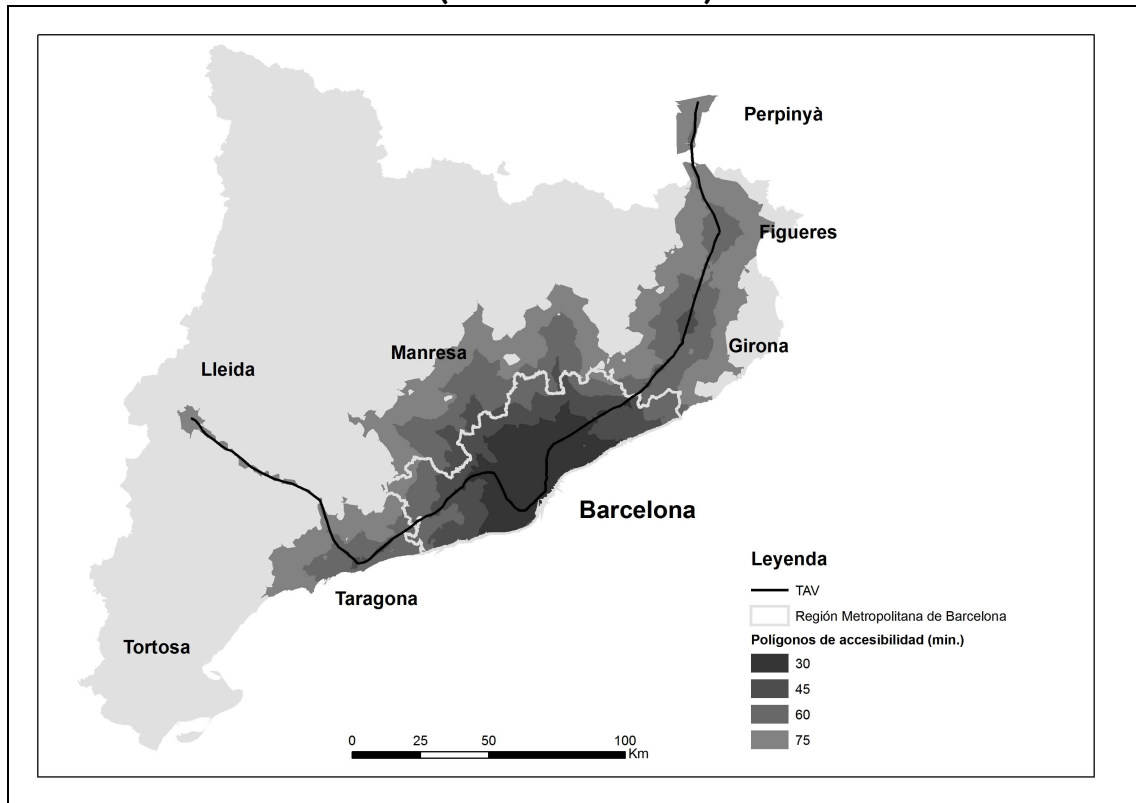 Perpinyà
Figueres
Girona
Manresa
Lleida
Barcelona
Taragona
Tortosa
Leyenda
TAV
Región Metropolitana de Barcelona
Polígonos de accesibilidad (min.)
30
45
60
75
0 25 50 100
Km